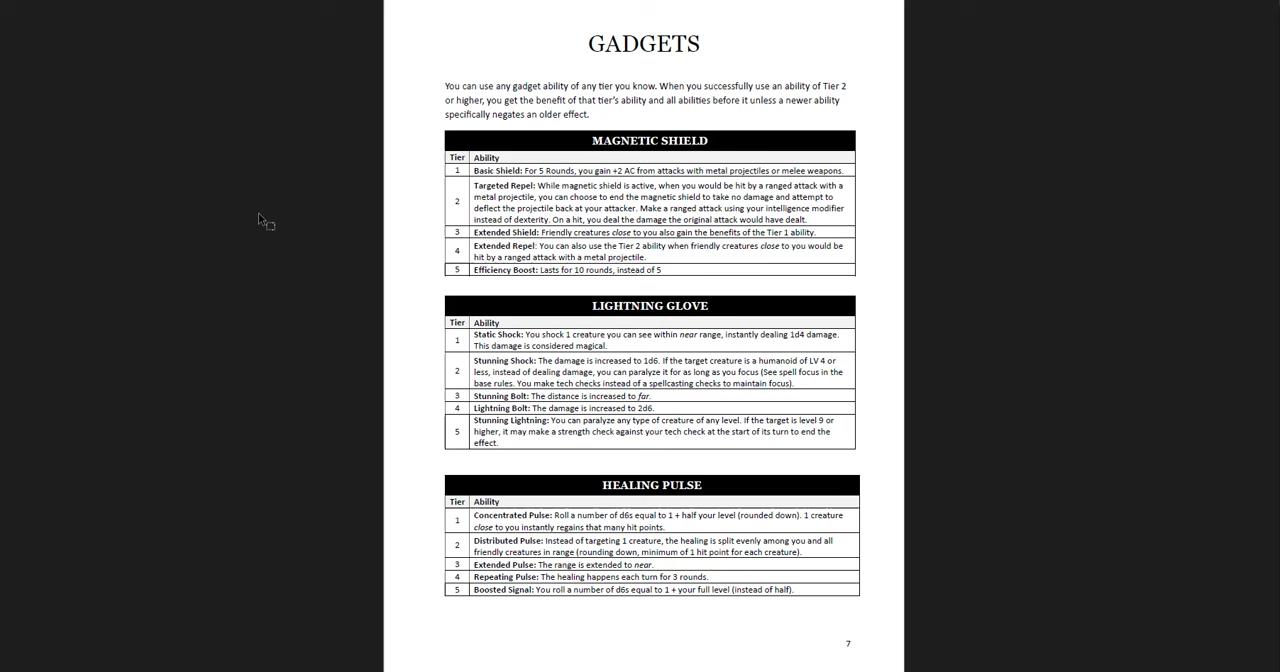 GADGETS
You can use any gadget ability of any tier you know. When you successfully use an ability of Tier 2
or higher, you get the benefit of that tier's ability and all abilities before it unless a newer ability
specifically negates an older effect.
MAGNETIC SHIELD
Tier Ability
1 Basic Shield: For 5 Rounds, you gain +2 AC from attacks with metal projectiles or melee weapons.
Targeted Repel: While magnetic shield is active, when you would be hit by a ranged attack with a
metal projectile, you can choose to end the magnetic shield to take no damage and attempt to
2
deflect the projectile back at your attacker. Make a ranged attack using your intelligence modifier
instead of dexterity. On a hit, you deal the damage the original attack would have dealt.
3 Extended Shield: Friendly creatures close to you also gain the benefits of the Tier 1 ability.
4 Extended Repel: You can also use the Tier 2 ability when friendly creatures close to you would be
hit by a ranged attack with a metal projectile.
5 Efficiency Boost: Lasts for 10 rounds, instead of 5
LIGHTNING GLOVE
Tier Ability
1 Static Shock: You shock 1 creature you can see within near range, instantly dealing 1d4 damage.
This damage is considered magical.
Stunning Shock: The damage is increased to 1d6. If the target creature is a humanoid of LV 4 or
2 less, instead of dealing damage, you can paralyze it for as long as you focus (See spell focus in the
base rules. You make tech checks instead of a spellcasting checks to maintain focus).
3 Stunning Bolt: The distance is increased to far.
4 Lightning Bolt: The damage is increased to 2d6.
Stunning Lightning: You can paralyze any type of creature of any level. If the target is level 9 or
5 higher, it may make a strength check against your tech check at the start of its turn to end the
effect.
HEALING PULSE
Tier Ability
1 Concentrated Pulse: Roll a number of d6s equal to 1 + half your level (rounded down). 1 creature
close to you instantly regains that many hit points.
2 Distributed Pulse: Instead of targeting 1 creature, the healing is split evenly among you and all
friendly creatures in range (rounding down, minimum of 1 hit point for each creature).
3 Extended Pulse: The range is extended to near.
4 Repeating Pulse: The healing happens each turn for 3 rounds.
5 Boosted Signal: You roll a number of d6s equal to 1 + your full level (instead of half).
7